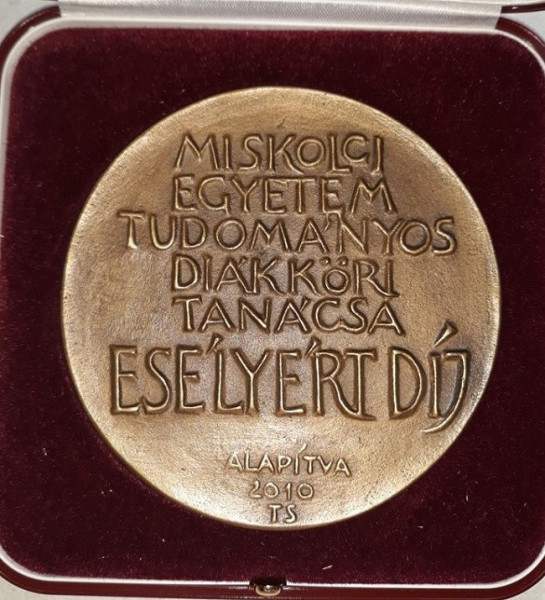 MISKOLCI
EGYETEM
TUDOMÁNYOS
DIÁKKÖRI
TANÁCSA
ESÉLYÉRT DÍJ
ALAPÍTVA
2010
TS